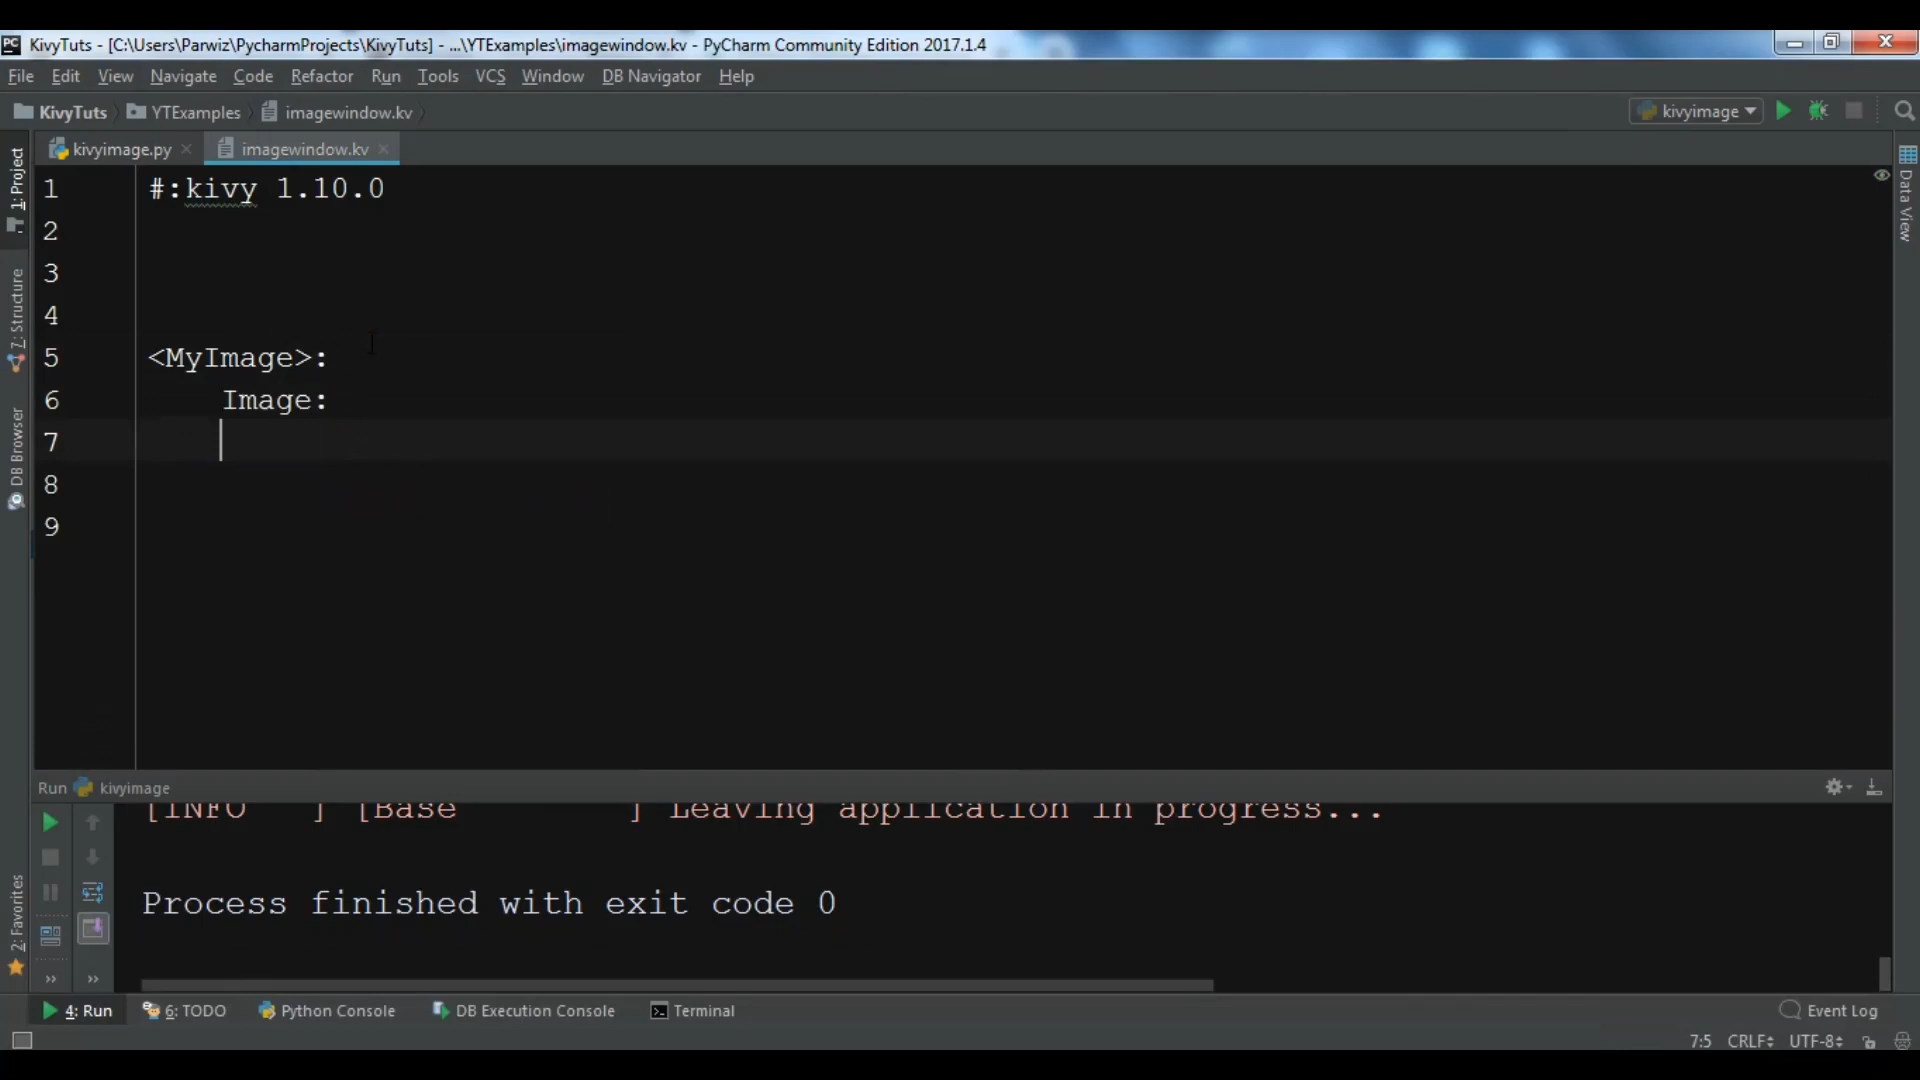 PC KivyTuts - [C:\Users\Parwiz\PycharmProjects\KivyTuts] - ...\YTExamples\imagewindow.kv - PyCharm Community Edition 2017.1.4
File Edit View Navigate Code Refactor Run Tools VCS Window DB Navigator Help
KivyTuts YTExamples imagewindow.kv kivyimage
kivyimage.py imagewindow.kv
1: Project
7: Structure
DB Browser
2: Favorites
Data View
1 #:kivy 1.10.0
2
3
4
5 <MyImage>:
6 Image:
7
8
9
Run kivyimage
[INFO   ] [Base        ] Leaving application in progress...
Process finished with exit code 0
4: Run 6: TODO Python Console DB Execution Console Terminal Event Log
7:5 CRLF UTF-8